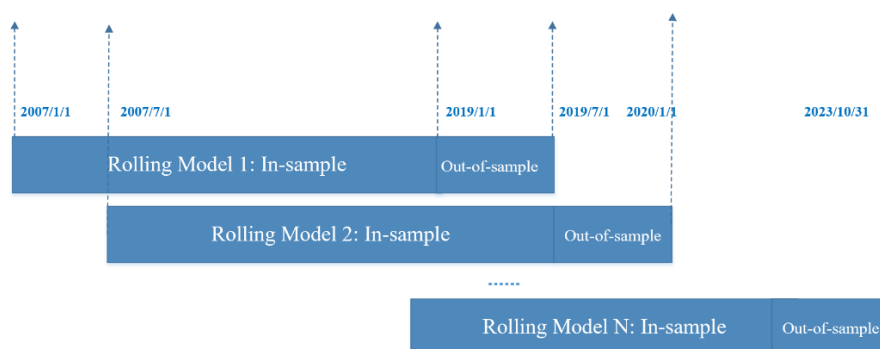 2007/1/1 2007/7/1 2019/1/1 2019/7/1 2020/1/1 2023/10/31
Rolling Model 1: In-sample Out-of-sample
Rolling Model 2: In-sample Out-of-sample
......
Rolling Model N: In-sample Out-of-sample